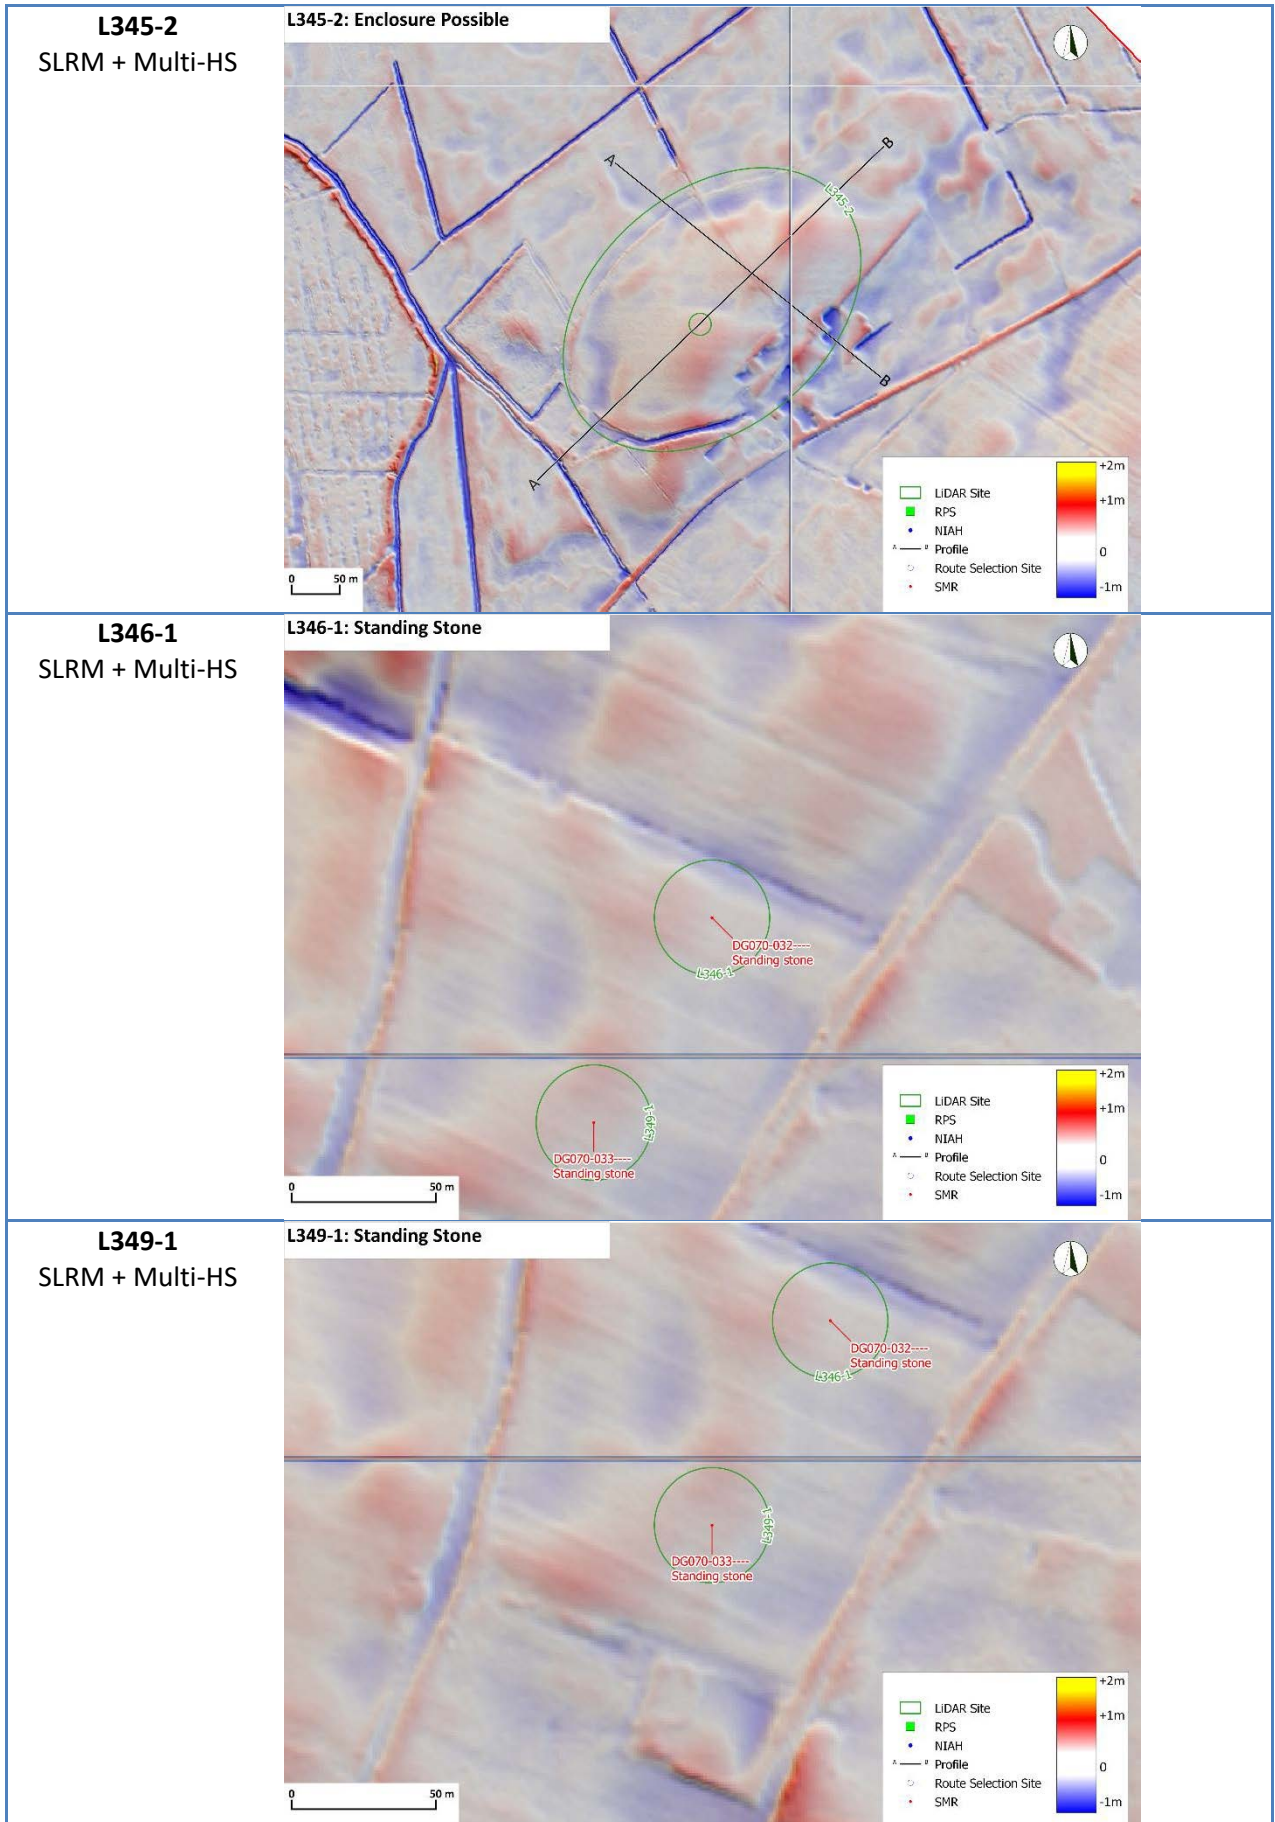 L345-2
SLRM + Multi-HS
L345-2: Enclosure Possible
A
B
L345-2
B
A
LiDAR Site
RPS
NIAH
A B Profile
Route Selection Site
SMR
+2m
+1m
0
-1m
0 50 m
L346-1
SLRM + Multi-HS
L346-1: Standing Stone
DG070-032----
Standing stone
L346-1
L349-1
DG070-033----
Standing stone
LiDAR Site
RPS
NIAH
A B Profile
Route Selection Site
SMR
+2m
+1m
0
-1m
0 50 m
L349-1
SLRM + Multi-HS
L349-1: Standing Stone
DG070-032----
Standing stone
L346-1
L349-1
DG070-033----
Standing stone
LiDAR Site
RPS
NIAH
A B Profile
Route Selection Site
SMR
+2m
+1m
0
-1m
0 50 m